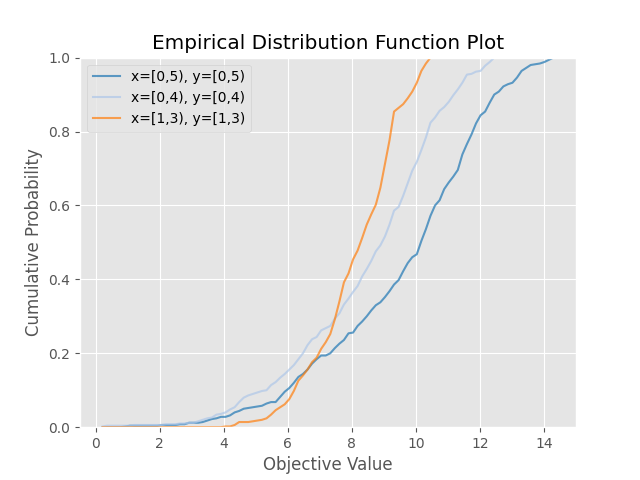 Empirical Distribution Function Plot
x=[0,5), y=[0,5)
x=[0,4), y=[0,4)
x=[1,3), y=[1,3)
1.0
0.8
0.6
0.4
0.2
0.0
Cumulative Probability
0 2 4 6 8 10 12 14
Objective Value